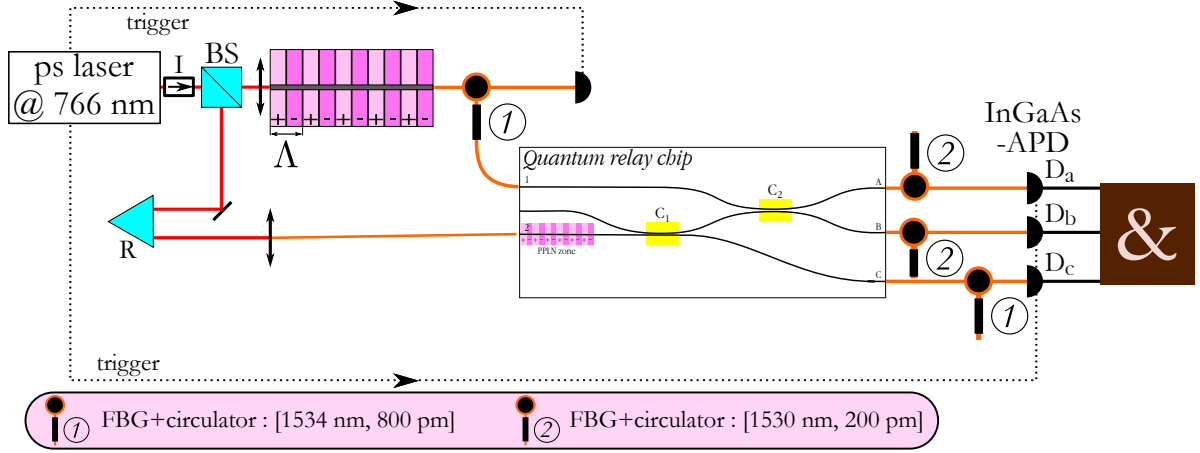 trigger
ps laser
@ 766 nm
I
BS
+ - + - + - + - + -
Λ
1
InGaAs
-APD
Quantum relay chip
1
2
+ - + - + - + - + -
PPLN zone
C1
C2
A
B
C
2
2
1
Da
Db
Dc
&
R
trigger
1 FBG+circulator : [1534 nm, 800 pm]
2 FBG+circulator : [1530 nm, 200 pm]